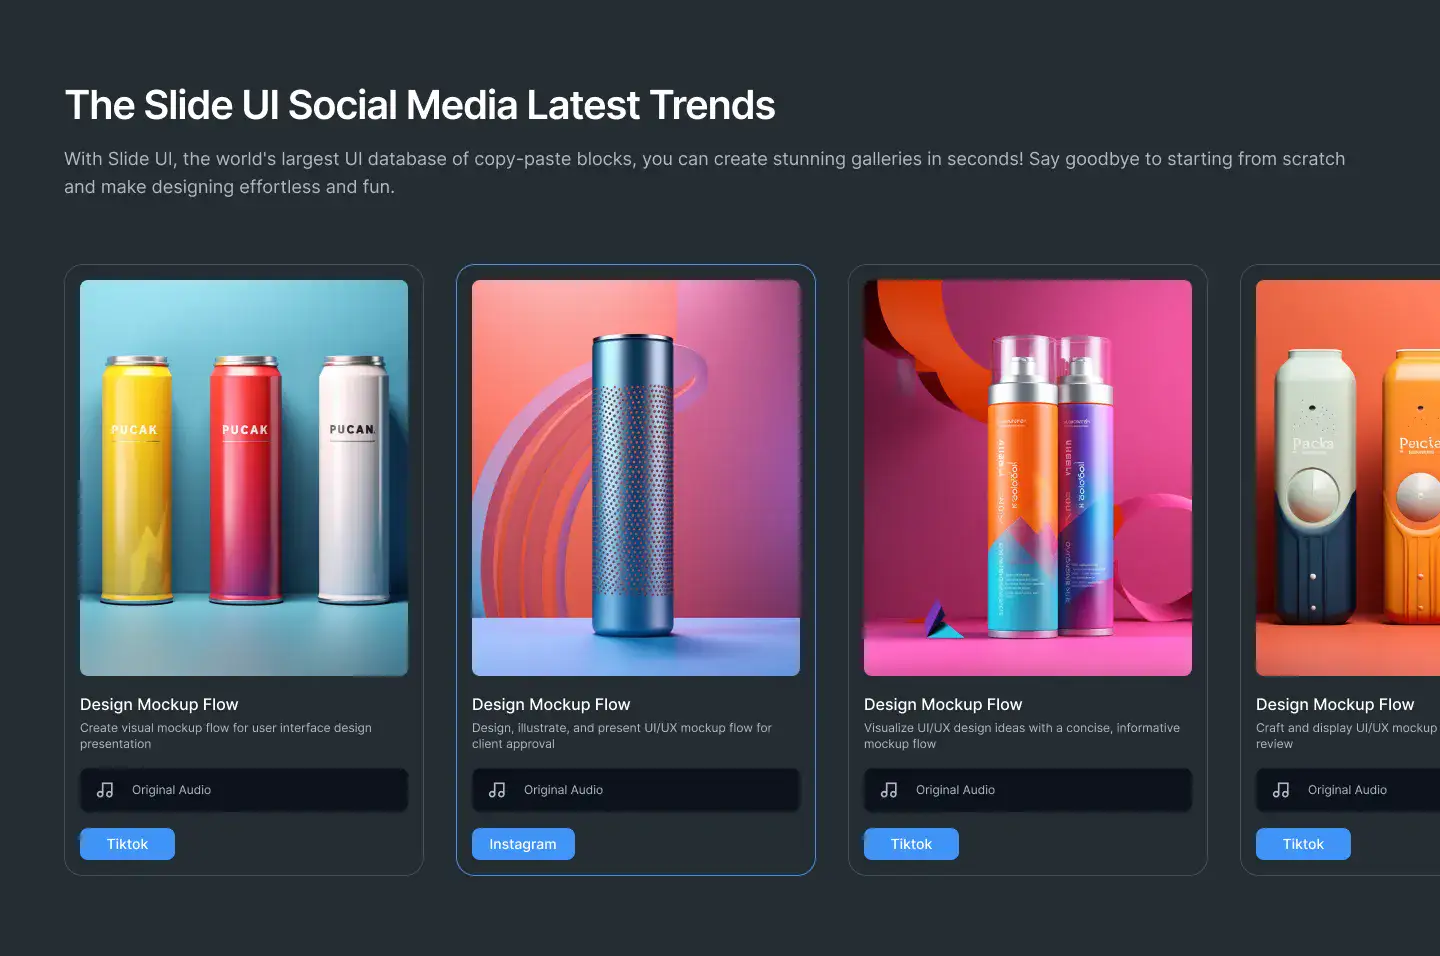 The Slide UI Social Media Latest Trends
With Slide UI, the world's largest UI database of copy-paste blocks, you can create stunning galleries in seconds! Say goodbye to starting from scratch
and make designing effortless and fun.
PUCAK
PUCAK
PUCAN
Packs
Design Mockup Flow
Create visual mockup flow for user interface design
presentation
Original Audio
Tiktok
Design Mockup Flow
Design, illustrate, and present UI/UX mockup flow for
client approval
Original Audio
Instagram
Design Mockup Flow
Visualize UI/UX design ideas with a concise, informative
mockup flow
Original Audio
Tiktok
Design Mockup Flow
Craft and display UI/UX mockup
review
Original Audio
Tiktok